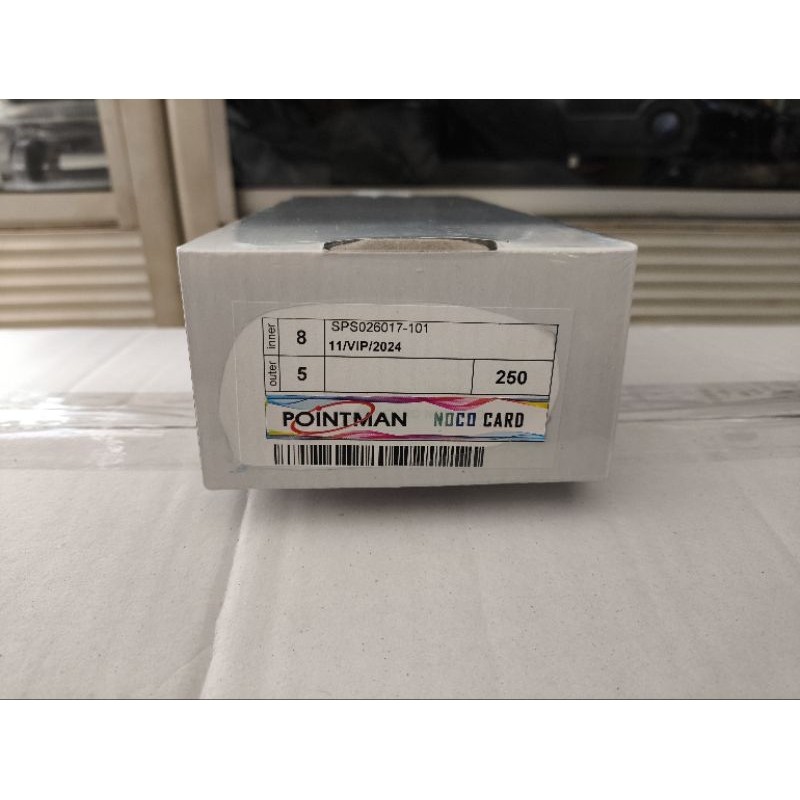 inner 8 SPS026017-101
11/VIP/2024
outer 5 250
POINTMAN NOCO CARD